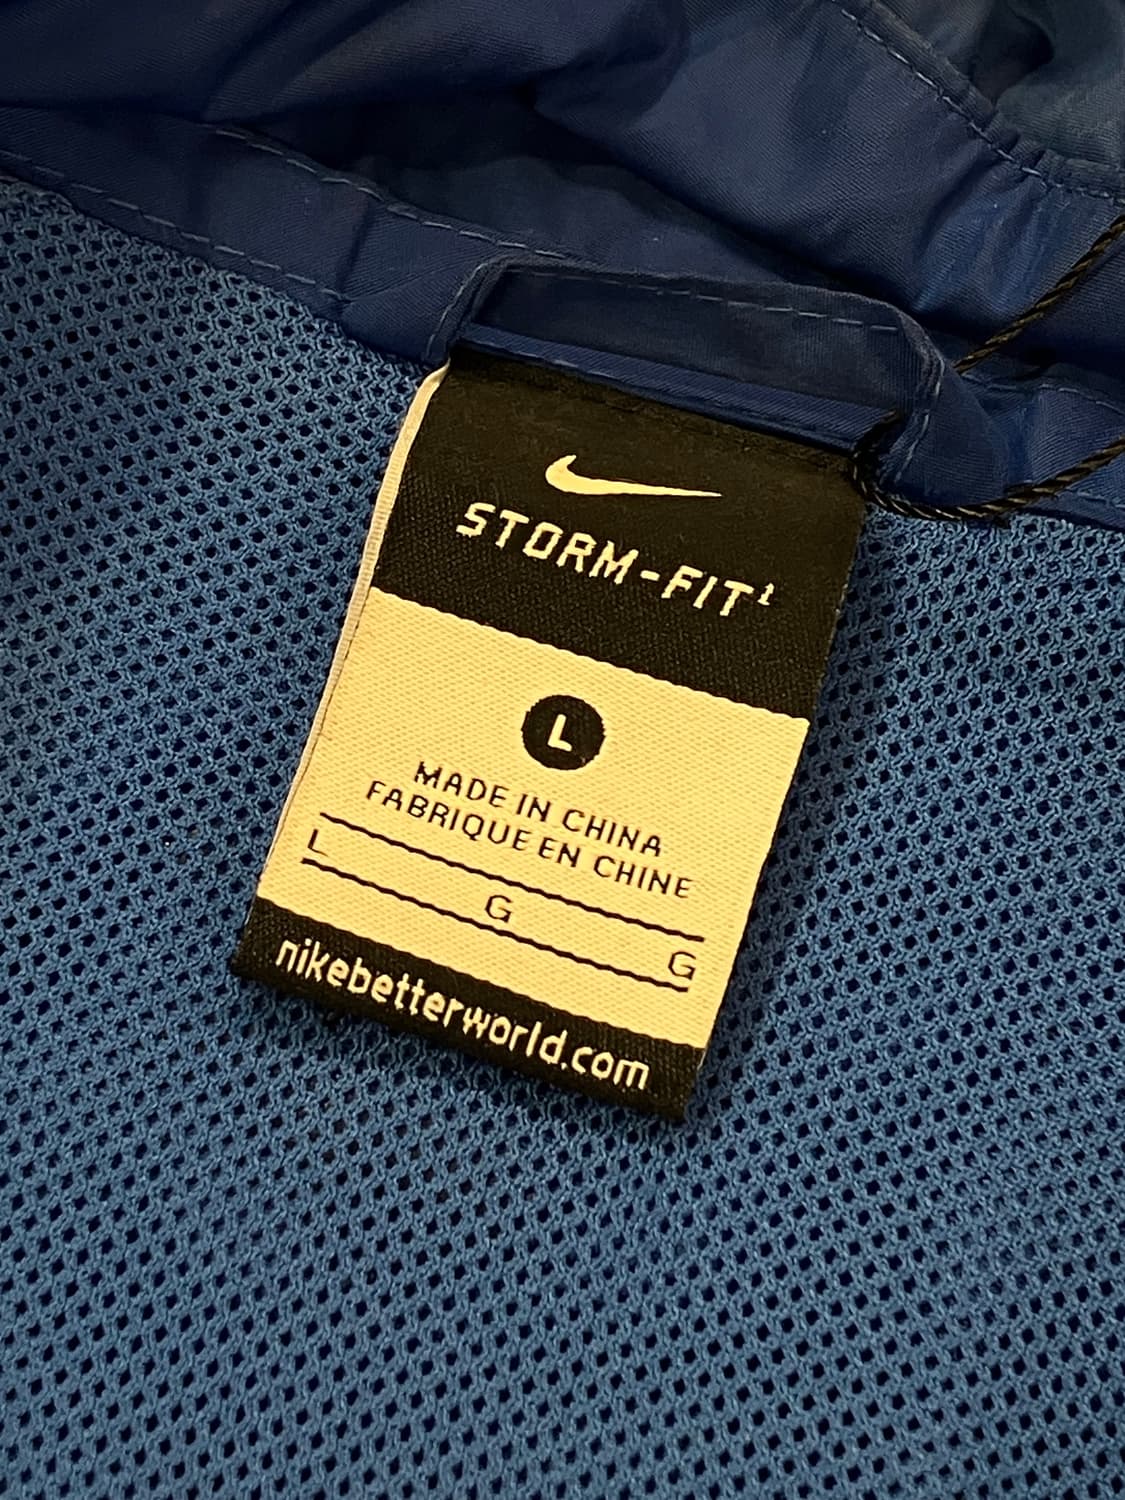 STORM-FIT¹
L
MADE IN CHINA
FABRIQUE EN CHINE
L G G
nikebetterworld.com